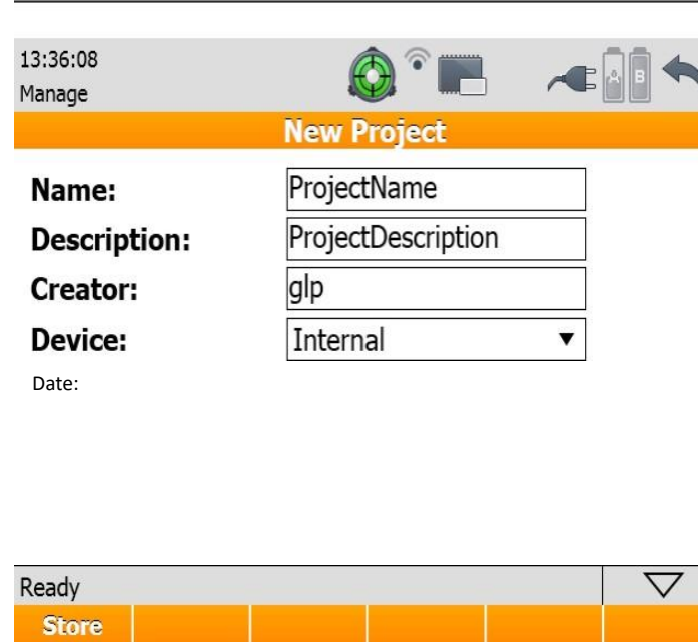 13:36:08
Manage
A B
New Project
Name: ProjectName
Description: ProjectDescription
Creator: glp
Device: Internal
Date:
Ready
Store